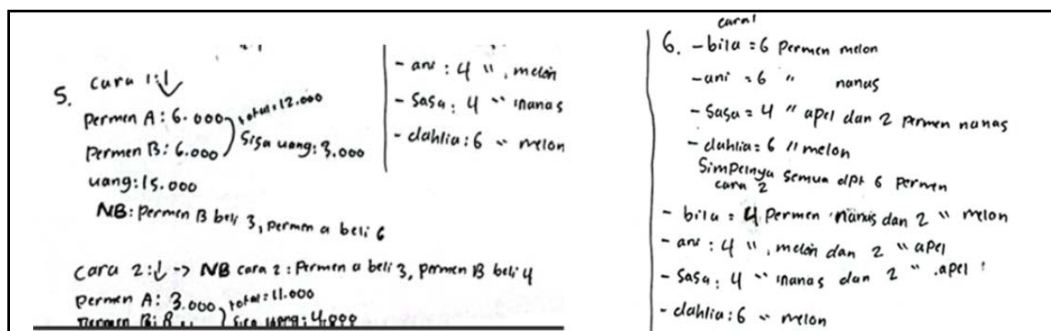 5. Cara 1:↓
Permen A: 6.000
total: 12.000
Permen B: 6.000
Sisa uang: 3.000
uang: 15.000
NB: Permen B beli 3, permen a beli 6
Cara 2:↓ -> NB cara 2: Permen a beli 3, permen B beli 4
Permen A: 3.000
total: 11.000
Permen B: 8
Sisa uang: 4.000
- ani : 4 ", melon
- Sasa : 4 " nanas
- dahlia : 6 " melon
cara 1
6. - bila = 6 Permen melon
- ani = 6 " nanas
- Sasa = 4 " apel dan 2 permen nanas
- dahlia = 6 " melon
Simpelnya semua dpt 6 permen
cara 2
- bila = 4 Permen nanas dan 2 " melon
- ani : 4 ", melon dan 2 " apel
- Sasa : 4 " nanas dan 2 " apel
- dahlia : 6 " melon